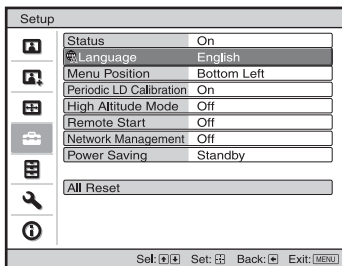 Setup
Status On
Language English
Menu Position Bottom Left
Periodic LD Calibration On
High Altitude Mode Off
Remote Start Off
Network Management Off
Power Saving Standby
All Reset
Sel: Set: Back: Exit: MENU